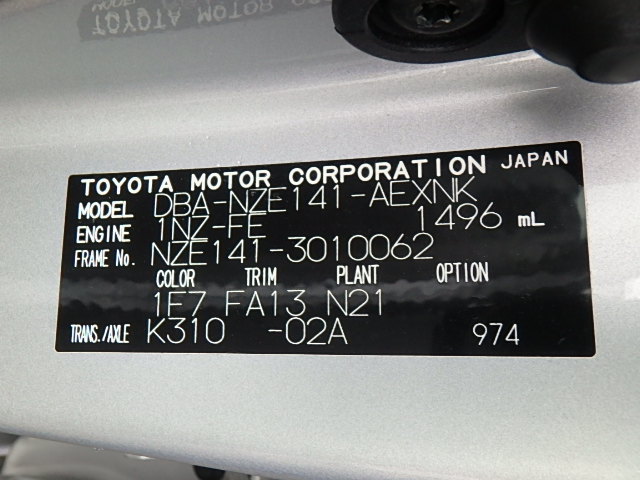 TOYOTA MOTOR CORPORATION JAPAN
MODEL DBA-NZE141-AEXNK
ENGINE 1NZ-FE 1496 mL
FRAME No. NZE141-3010062
COLOR TRIM PLANT OPTION
1F7 FA13 N21
TRANS./AXLE K310 -02A 974